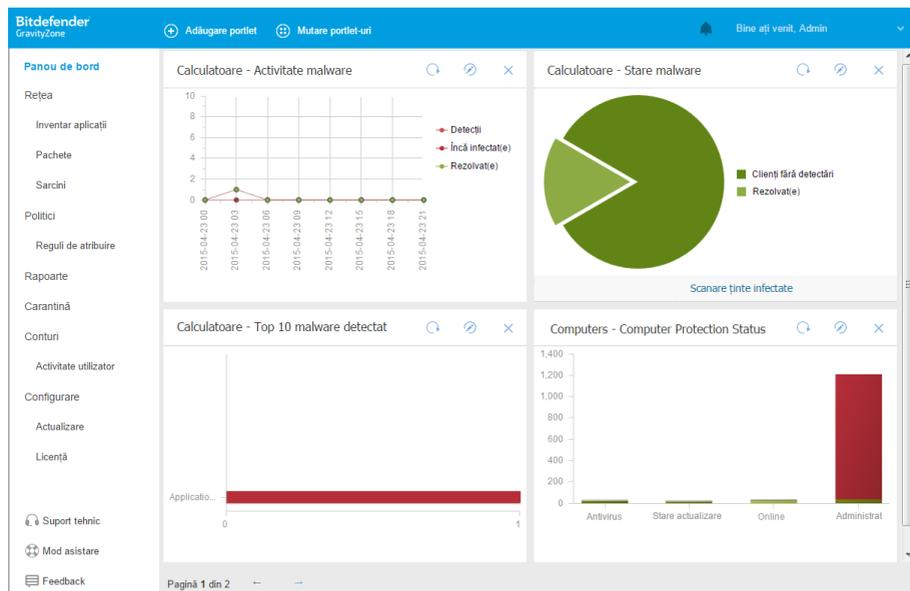 Bitdefender
GravityZone
Adăugare portlet
Mutare portlet-uri
Bine ați venit, Admin
Panou de bord
Rețea
Inventar aplicații
Pachete
Sarcini
Politici
Reguli de atribuire
Rapoarte
Carantină
Conturi
Activitate utilizator
Configurare
Actualizare
Licență
Suport tehnic
Mod asistare
Feedback
Calculatoare - Activitate malware
10
8
6
4
2
0
2015-04-23 00
2015-04-23 03
2015-04-23 06
2015-04-23 09
2015-04-23 12
2015-04-23 15
2015-04-23 18
2015-04-23 21
Detecții
Încă infectat(e)
Rezolvat(e)
Calculatoare - Stare malware
Clienți fără detectări
Rezolvat(e)
Scanare ținte infectate
Calculatoare - Top 10 malware detectat
Applicatio...
0
1
Computers - Computer Protection Status
1,400
1,200
1,000
800
600
400
200
0
Antivirus
Stare actualizare
Online
Administrat
Pagină 1 din 2